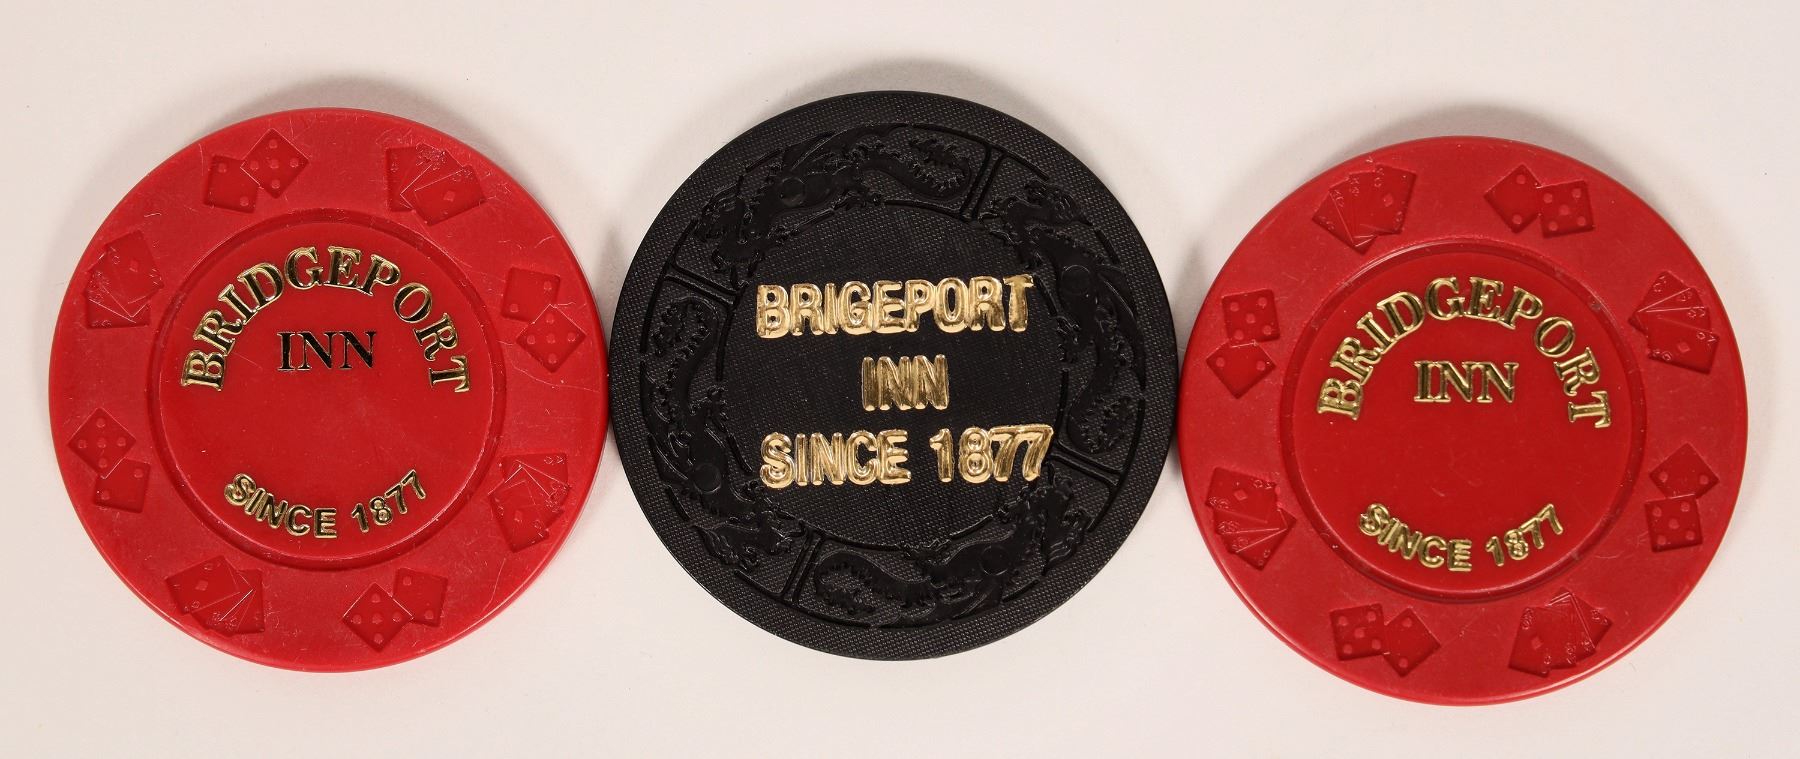 BRIDGEPORT
INN
SINCE 1877
BRIGEPORT
INN
SINCE 1877
BRIDGEPORT
INN
SINCE 1877